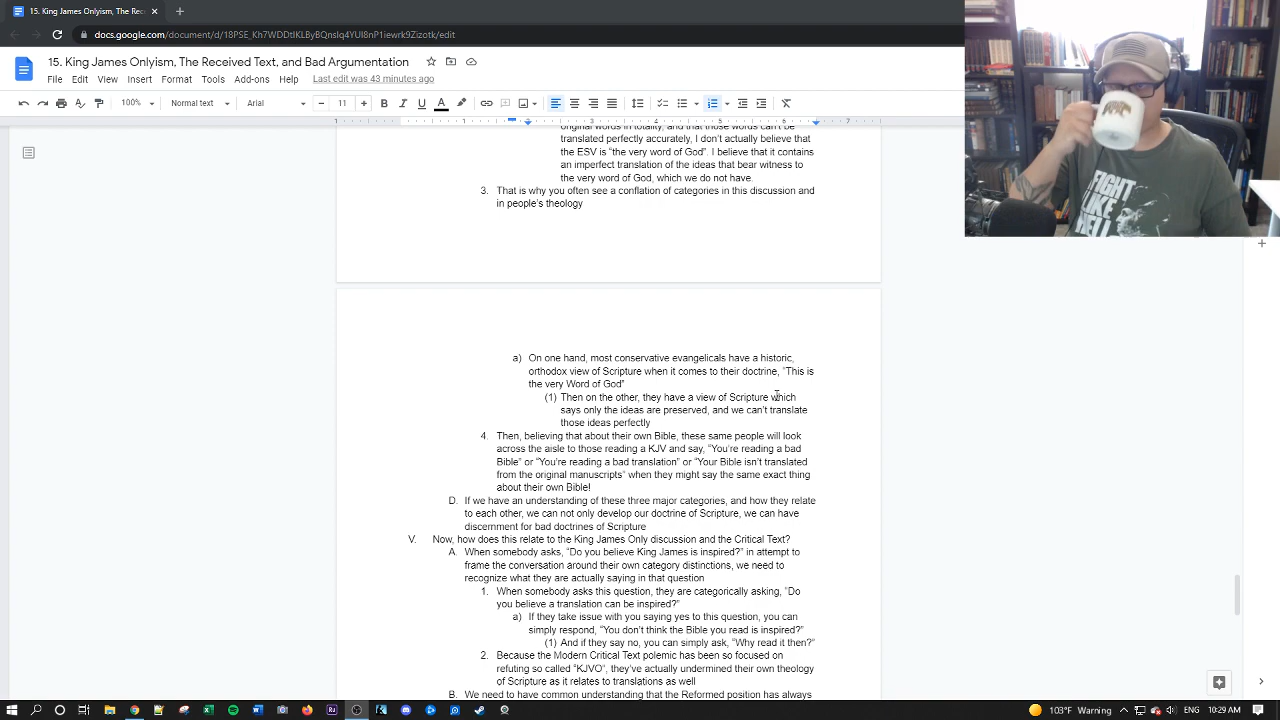 15. King James Onlyism, The Rec
docs.google.com/document/d/
/edit
15. King James Onlyism, The Received Text, and Bad Argumentation
File Edit View Insert Format Tools Add-ons Help Last edit was 43 minutes ago
100% Normal text Arial 11
original words in totality, and that those words can't be
translated perfectly accurately, I don't actually believe that
the ESV is "the very word of God". I believe that it contains
an imperfect translation of the ideas that bear witness to
the very word of God, which we do not have.
3. That is why you often see a conflation of categories in this discussion and
in people's theology
a) On one hand, most conservative evangelicals have a historic,
orthodox view of Scripture when it comes to their doctrine, "This is
the very Word of God"
(1) Then on the other, they have a view of Scripture which
says only the ideas are preserved, and we can't translate
those ideas perfectly
4. Then, believing that about their own Bible, these same people will look
across the aisle to those reading a KJV and say, "You're reading a bad
Bible" or "You're reading a bad translation" or "Your Bible isn't translated
from the original manuscripts" when they might say the same exact thing
about their own Bible!
D. If we have an understanding of these three major categories, and how they relate
to each other, we can not only develop our doctrine of Scripture, we can have
discernment for bad doctrines of Scripture
V. Now, how does this relate to the King James Only discussion and the Critical Text?
A. When somebody asks, "Do you believe King James is inspired?" in attempt to
frame the conversation around their own category distinctions, we need to
recognize what they are actually saying in that question
1. When somebody asks this question, they are categorically asking, "Do
you believe a translation can be inspired?"
a) If they take issue with you saying yes to this question, you can
simply respond, "You don't think the Bible you read is inspired?"
(1) And if they say no, you can simply ask, "Why read it then?"
2. Because the Modern Critical Text polemic has been so focused on
refuting so called "KJVO", they've actually undermined their own theology
of Scripture as it relates to translations as well
B. We need to have common understanding that the Reformed position has always
FIGHT
LIKE
HELL
103°F Warning ENG 10:29 AM